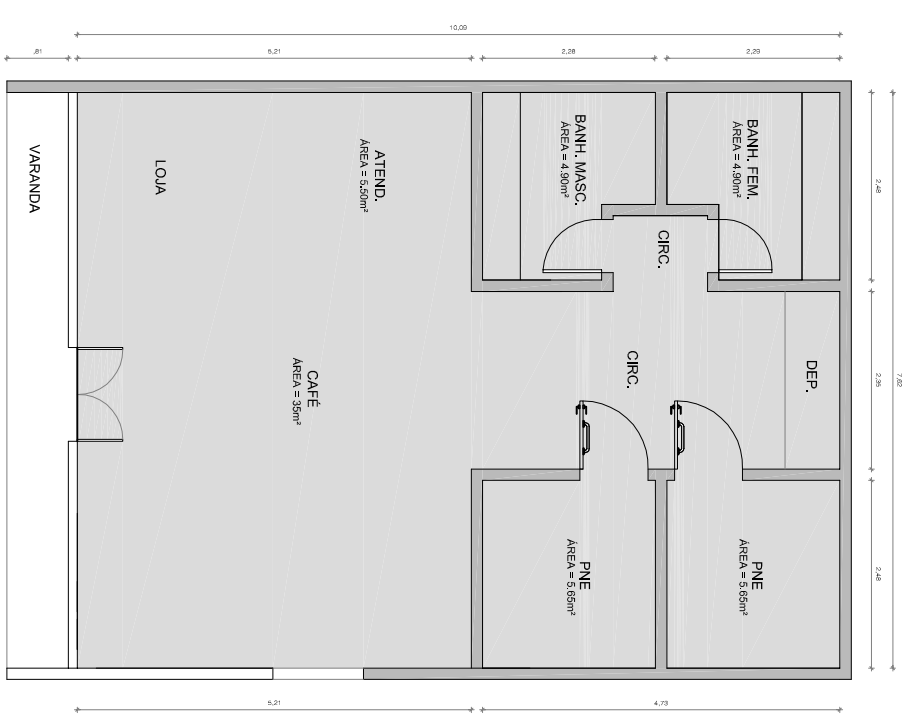 10,09
,81
5,21
2,28
2,29
VARANDA
LOJA
ATEND.
ÁREA = 5.50m²
BANH. MASC.
ÁREA = 4.90m²
BANH. FEM.
ÁREA = 4.90m²
CIRC.
2,48
CAFÉ
ÁREA = 35m²
CIRC.
DEP.
2,35
7,62
PNE
ÁREA = 5.65m²
PNE
ÁREA = 5.65m²
2,48
5,21
4,73